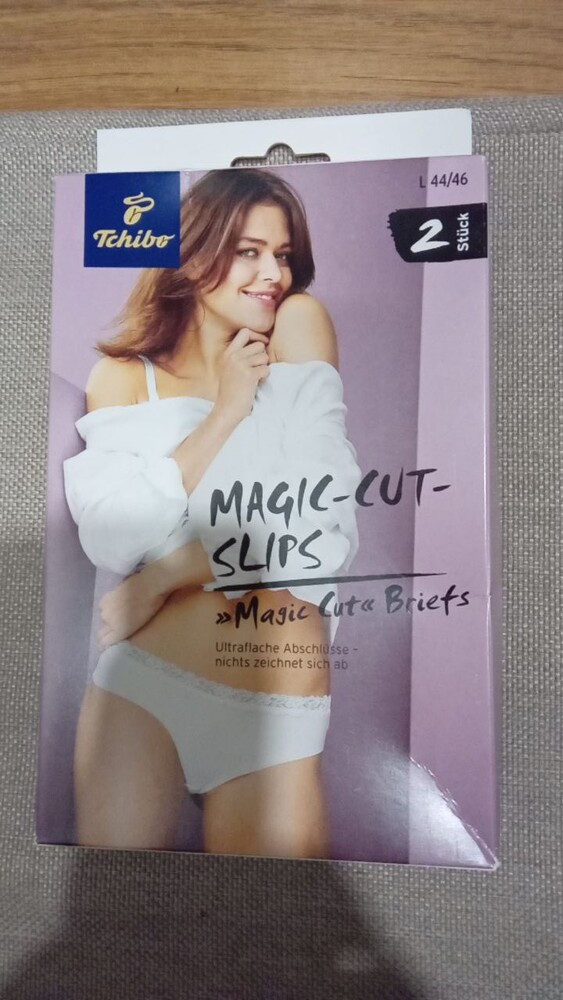 L 44/46
Tchibo
2 Stück
MAGIC-CUT-
SLIPS
»Magic Cut« Briefs
Ultraflache Abschlüsse -
nichts zeichnet sich ab